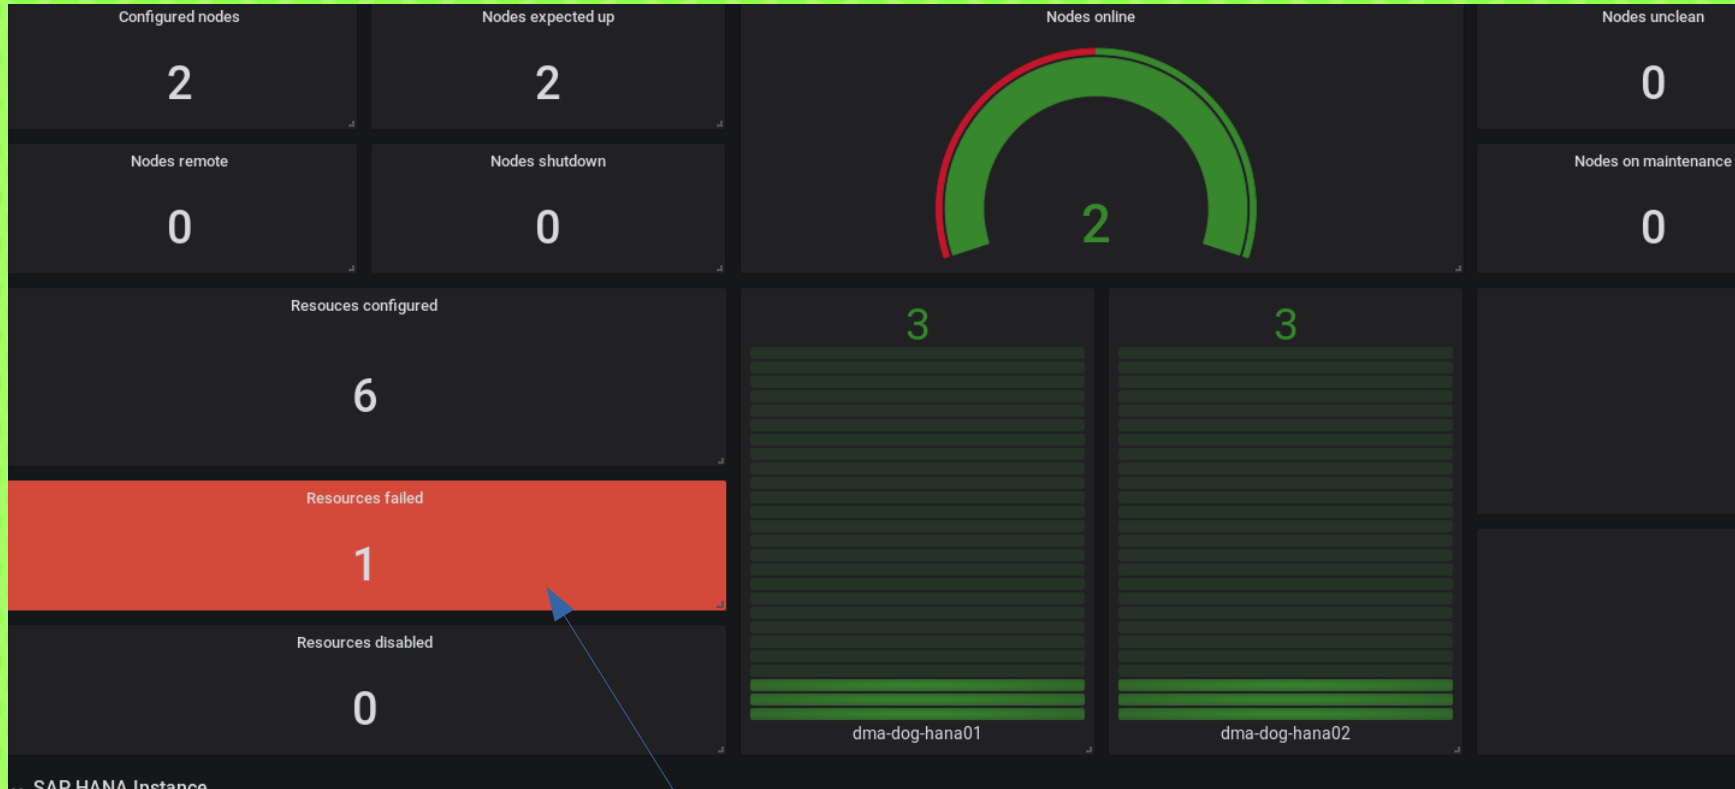 Configured nodes
2
Nodes expected up
2
Nodes online
2
Nodes unclean
0
Nodes remote
0
Nodes shutdown
0
Nodes on maintenance
0
Resouces configured
6
3
dma-dog-hana01
3
dma-dog-hana02
Resources failed
1
Resources disabled
0
SAP HANA Instance